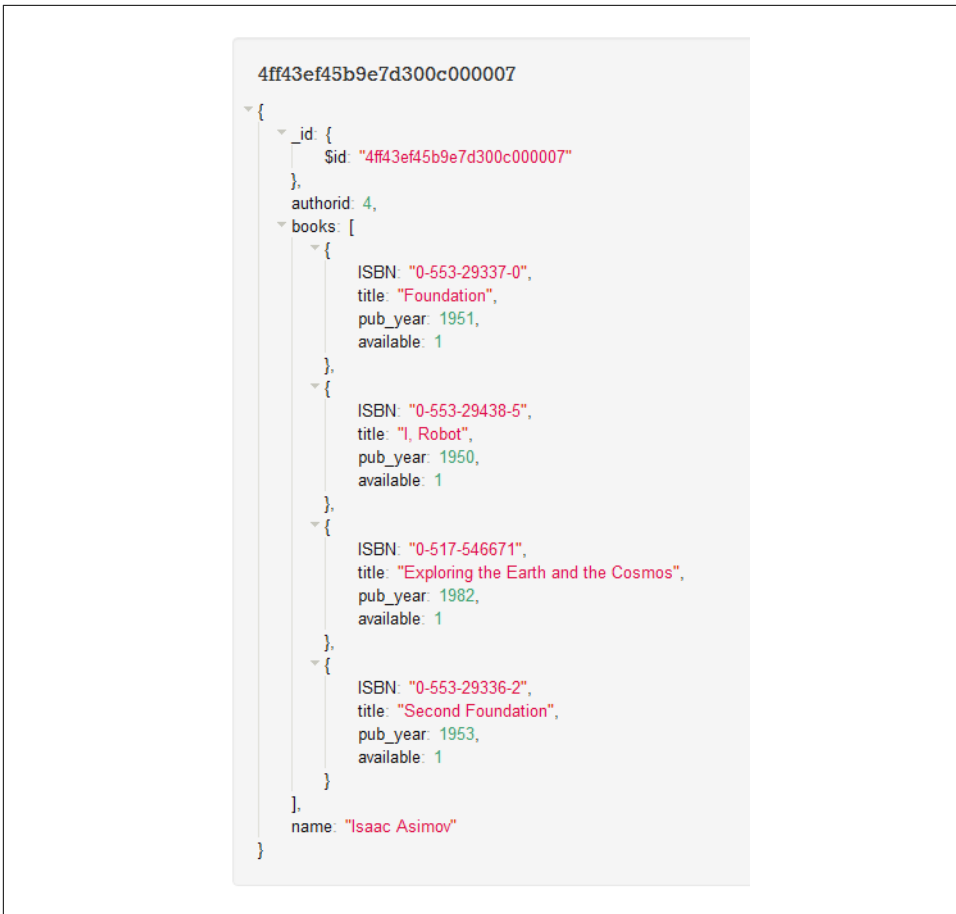 4ff43ef45b9e7d300c000007
{
_id: {
$id: "4ff43ef45b9e7d300c000007"
},
authorid: 4,
books: [
{
ISBN: "0-553-29337-0",
title: "Foundation",
pub_year: 1951,
available: 1
},
{
ISBN: "0-553-29438-5",
title: "I, Robot",
pub_year: 1950,
available: 1
},
{
ISBN: "0-517-546671",
title: "Exploring the Earth and the Cosmos",
pub_year: 1982,
available: 1
},
{
ISBN: "0-553-29336-2",
title: "Second Foundation",
pub_year: 1953,
available: 1
}
],
name: "Isaac Asimov"
}